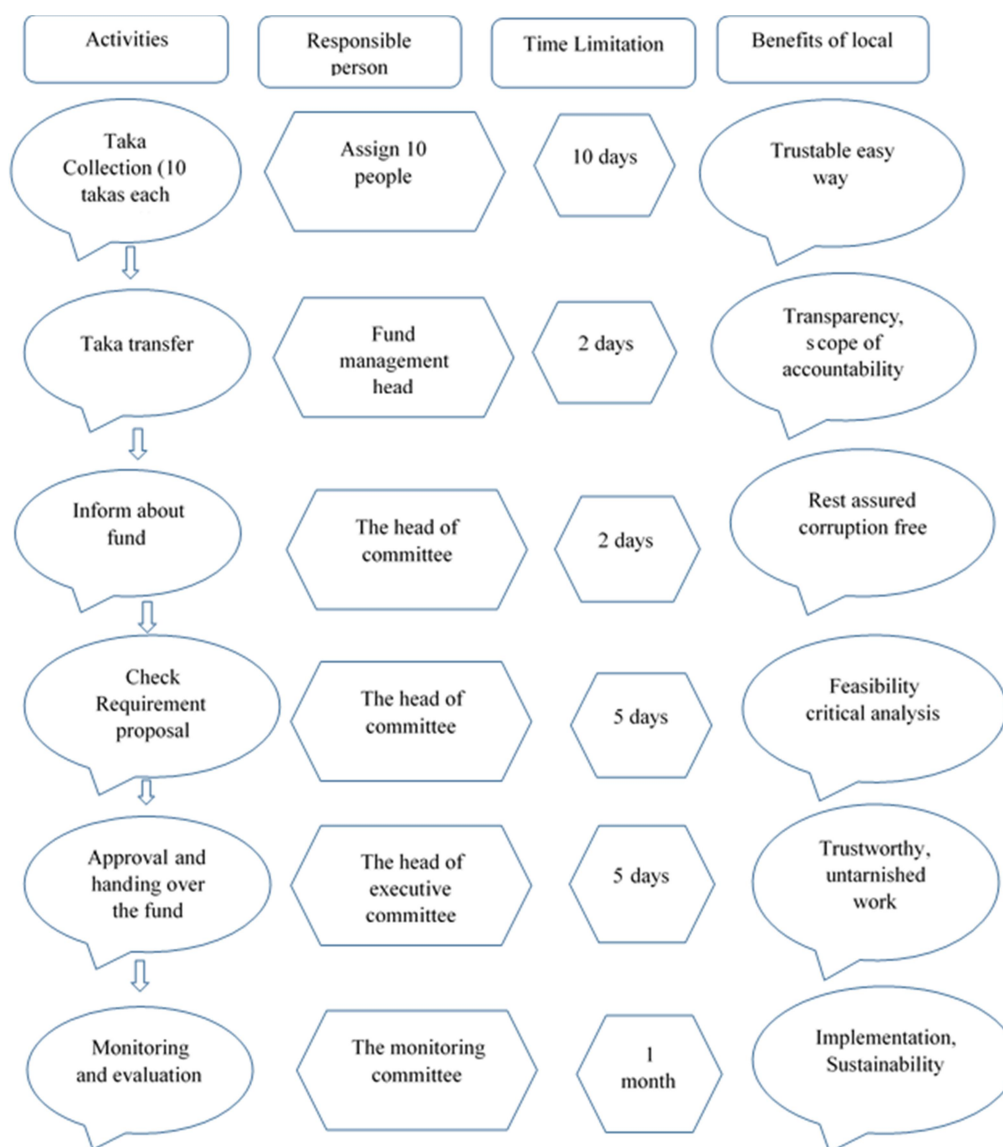 Activities
Responsible
person
Time Limitation
Benefits of local
Taka
Collection (10
takas each
Assign 10
people
10 days
Trustable easy
way
Taka transfer
Fund
management
head
2 days
Transparency,
scope of
accountability
Inform about
fund
The head of
committee
2 days
Rest assured
corruption free
Check
Requirement
proposal
The head of
committee
5 days
Feasibility
critical analysis
Approval and
handing over
the fund
The head of
executive
committee
5 days
Trustworthy,
untarnished
work
Monitoring
and evaluation
The monitoring
committee
1
month
Implementation,
Sustainability